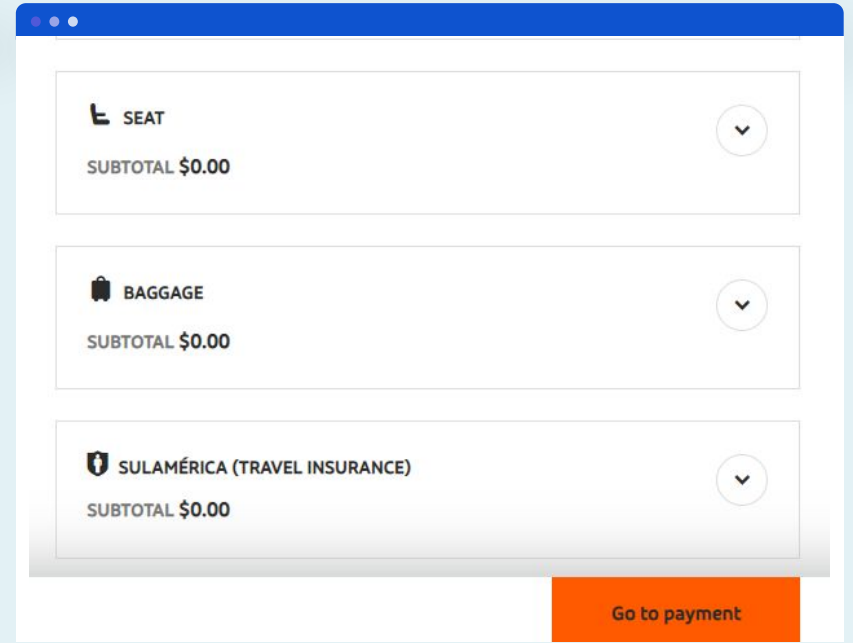 SEAT
SUBTOTAL $0.00
BAGGAGE
SUBTOTAL $0.00
SULAMÉRICA (TRAVEL INSURANCE)
SUBTOTAL $0.00
Go to payment